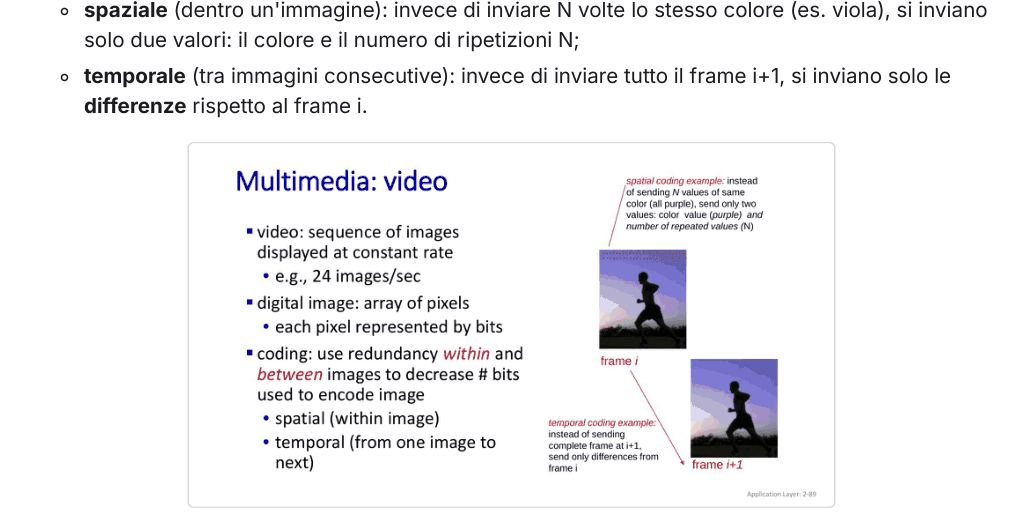 spaziale (dentro un'immagine): invece di inviare N volte lo stesso colore (es. viola), si inviano
solo due valori: il colore e il numero di ripetizioni N;
temporale (tra immagini consecutive): invece di inviare tutto il frame i+1, si inviano solo le
differenze rispetto al frame i.
Multimedia: video
▪ video: sequence of images
displayed at constant rate
• e.g., 24 images/sec
▪ digital image: array of pixels
• each pixel represented by bits
▪ coding: use redundancy within and
between images to decrease # bits
used to encode image
• spatial (within image)
• temporal (from one image to
next)
spatial coding example: instead
of sending N values of same
color (all purple), send only two
values: color value (purple) and
number of repeated values (N)
frame i
temporal coding example:
instead of sending
complete frame at i+1,
send only differences from
frame i
frame i+1
Application Layer: 2-89